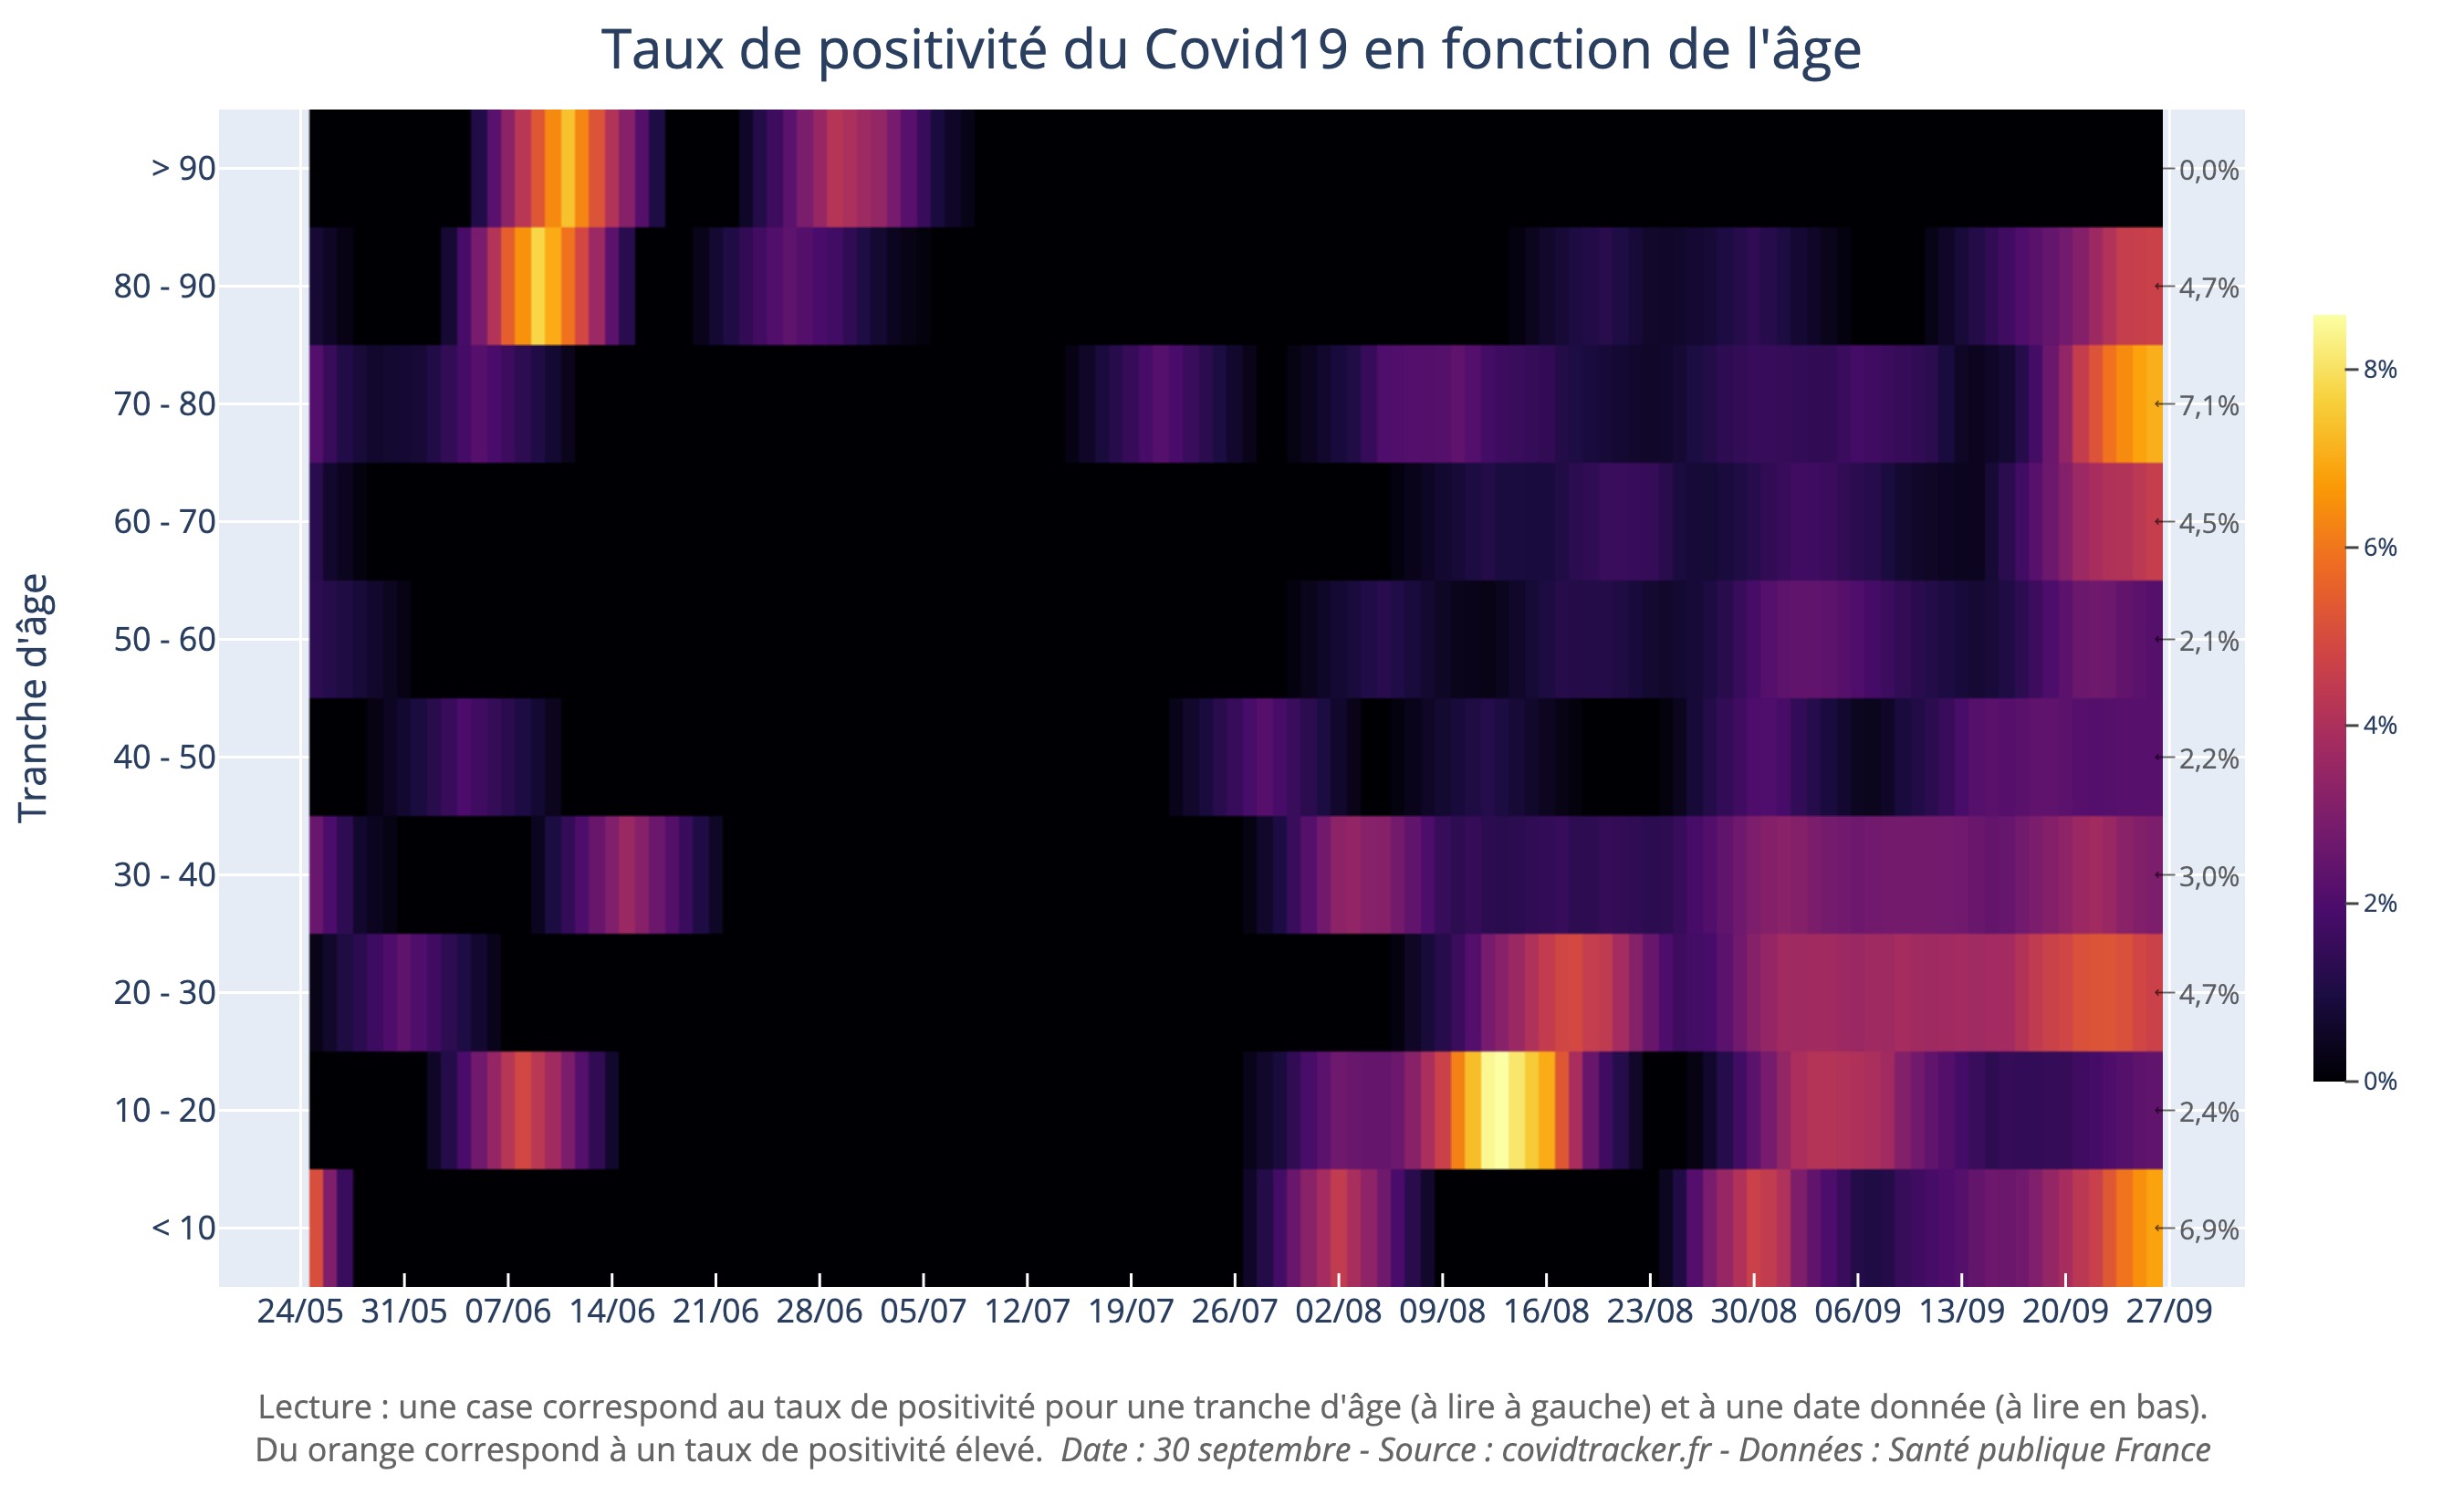 Taux de positivité du Covid19 en fonction de l'âge
Tranche d'âge
> 90
80 - 90
70 - 80
60 - 70
50 - 60
40 - 50
30 - 40
20 - 30
10 - 20
< 10
0,0%
4,7%
7,1%
4,5%
2,1%
2,2%
3,0%
4,7%
2,4%
6,9%
8%
6%
4%
2%
0%
24/05 31/05 07/06 14/06 21/06 28/06 05/07 12/07 19/07 26/07 02/08 09/08 16/08 23/08 30/08 06/09 13/09 20/09 27/09
Lecture : une case correspond au taux de positivité pour une tranche d'âge (à lire à gauche) et à une date donnée (à lire en bas).
Du orange correspond à un taux de positivité élevé. Date : 30 septembre - Source : covidtracker.fr - Données : Santé publique France